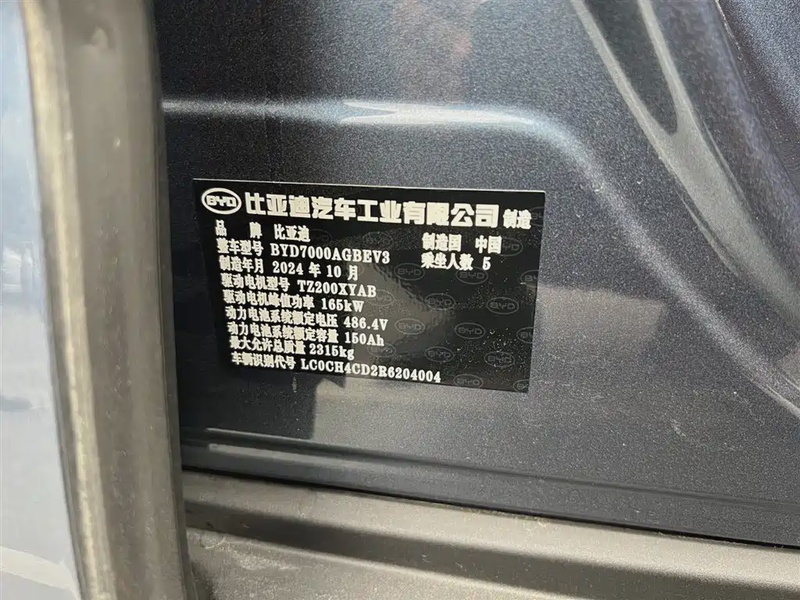 BYD 比亚迪汽车工业有限公司 制造
品 牌 比亚迪 制造国 中国
整车型号 BYD7000AGBEV3 乘坐人数 5
制造年月 2024 年 10 月
驱动电机型号 TZ200XYAB
驱动电机峰值功率 165kW
动力电池系统额定电压 486.4V
动力电池系统额定容量 150Ah
最大允许总质量 2315kg
车辆识别代号 LC0CH4CD2R6204004